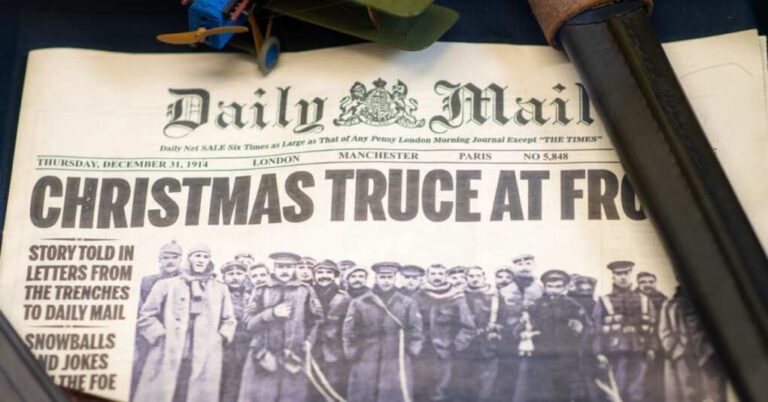 Daily Mail
Daily Net SALE Six Times as Large as That of Any Penny London Morning Journal Except "THE TIMES"
THURSDAY, DECEMBER 31, 1914 LONDON MANCHESTER PARIS NO 5,848
CHRISTMAS TRUCE AT FRO
STORY TOLD IN
LETTERS FROM
THE TRENCHES
TO DAILY MAIL
SNOWBALLS
ND JOKES
THE FOE